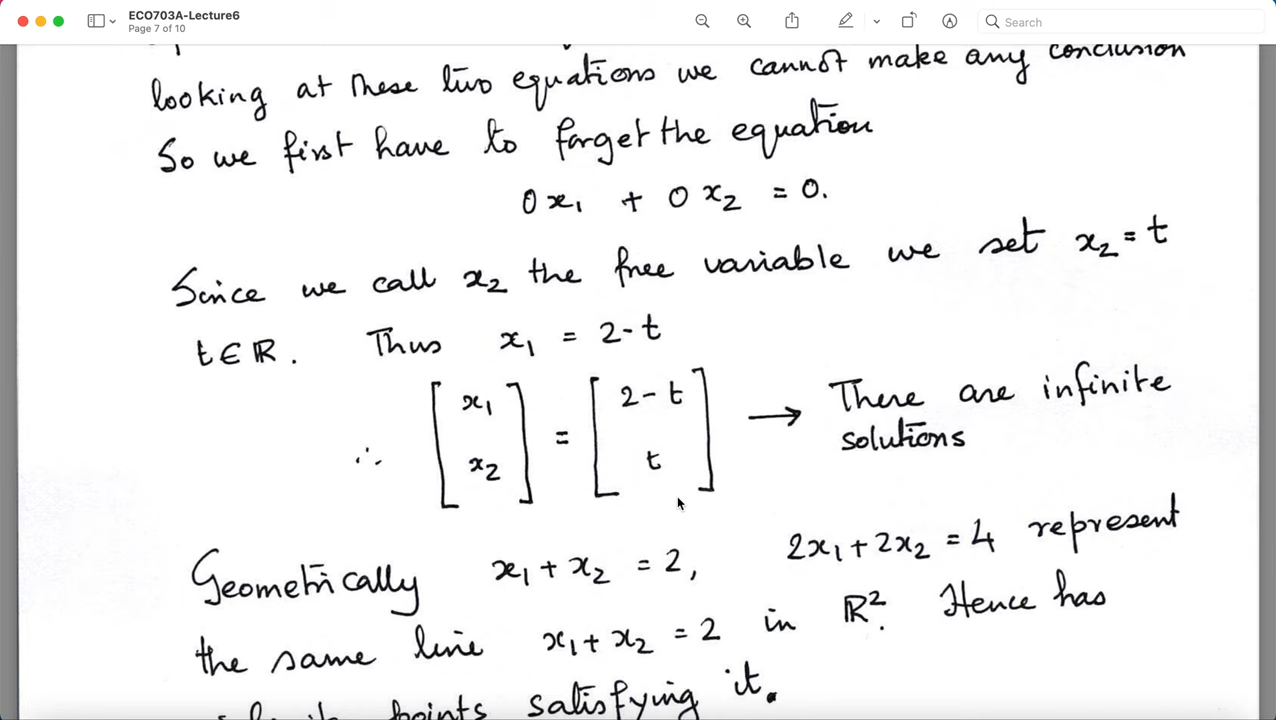 ECO703A-Lecture6
Page 7 of 10
Search
looking at these two equations we cannot make any conclusion
So we first have to forget the equation
0x₁ + 0x₂ = 0.
Since we call x₂ the free variable we set x₂ = t
t ∈ ℝ. Thus x₁ = 2 - t
∴ [x₁ x₂] = [2 - t t] → There are infinite
solutions
Geometrically x₁ + x₂ = 2, 2x₁ + 2x₂ = 4 represent
the same line x₁ + x₂ = 2 in ℝ². Hence has
points satisfying it.